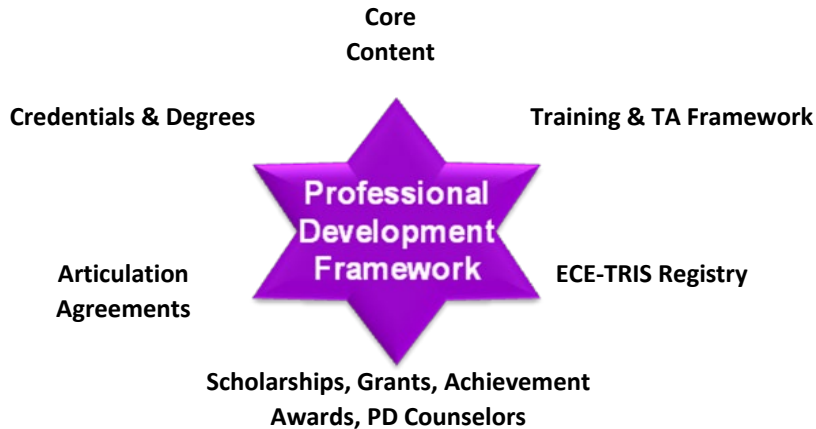 Core
Content
Credentials & Degrees
Training & TA Framework
Professional
Development
Framework
Articulation
Agreements
ECE-TRIS Registry
Scholarships, Grants, Achievement
Awards, PD Counselors